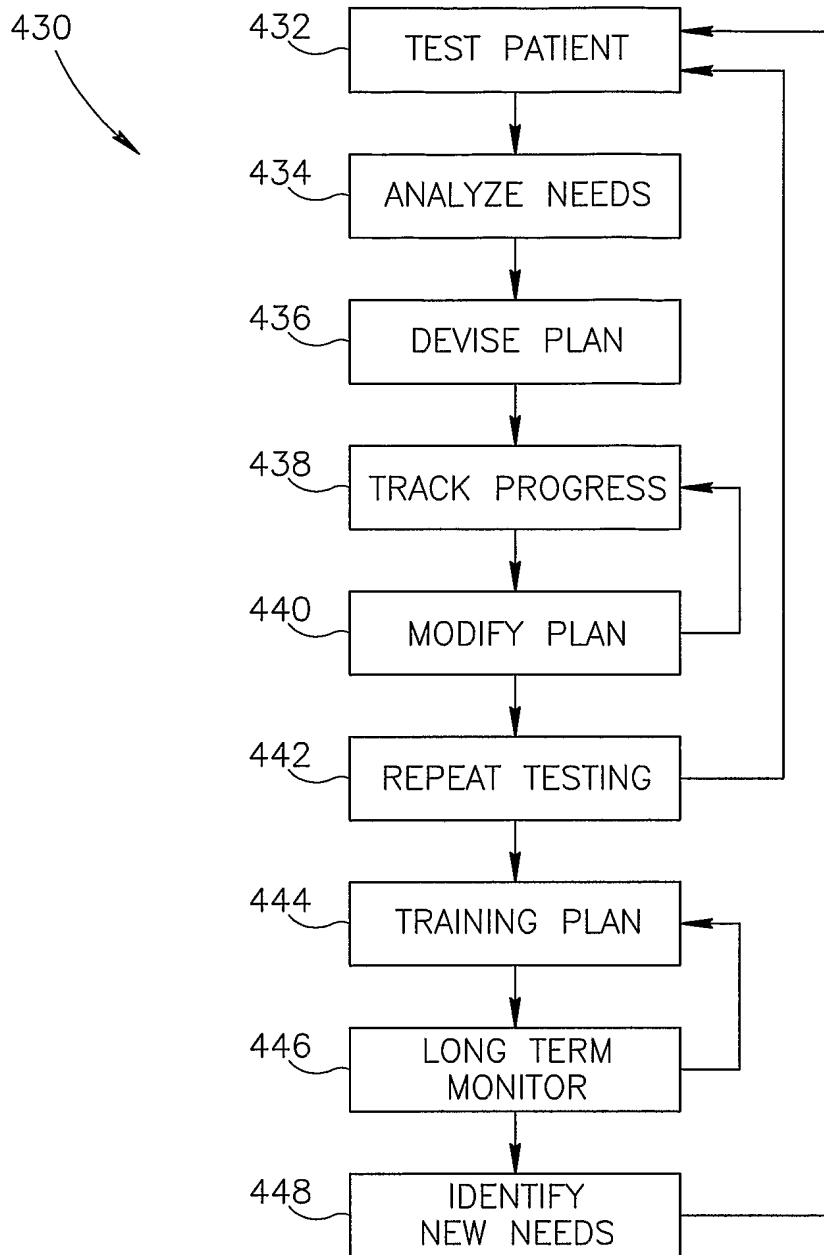 430
432
TEST PATIENT
434
ANALYZE NEEDS
436
DEVISE PLAN
438
TRACK PROGRESS
440
MODIFY PLAN
442
REPEAT TESTING
444
TRAINING PLAN
446
LONG TERM
MONITOR
448
IDENTIFY
NEW NEEDS